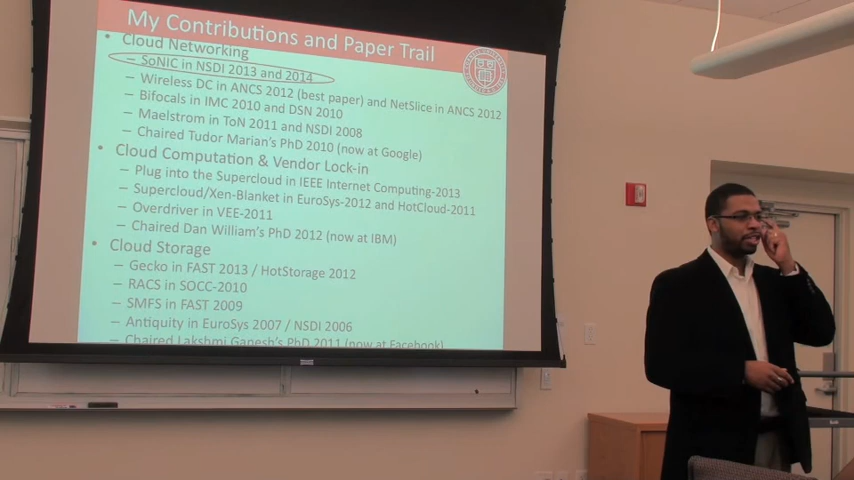 My Contributions and Paper Trail
• Cloud Networking
– SoNIC in NSDI 2013 and 2014
– Wireless DC in ANCS 2012 (best paper) and NetSlice in ANCS 2012
– Bifocals in IMC 2010 and DSN 2010
– Maelstrom in ToN 2011 and NSDI 2008
– Chaired Tudor Marian's PhD 2010 (now at Google)
• Cloud Computation & Vendor Lock-in
– Plug into the Supercloud in IEEE Internet Computing-2013
– Supercloud/Xen-Blanket in EuroSys-2012 and HotCloud-2011
– Overdriver in VEE-2011
– Chaired Dan William's PhD 2012 (now at IBM)
• Cloud Storage
– Gecko in FAST 2013 / HotStorage 2012
– RACS in SOCC-2010
– SMFS in FAST 2009
– Antiquity in EuroSys 2007 / NSDI 2006
– Chaired Lakshmi Ganesh's PhD 2011 (now at Facebook)